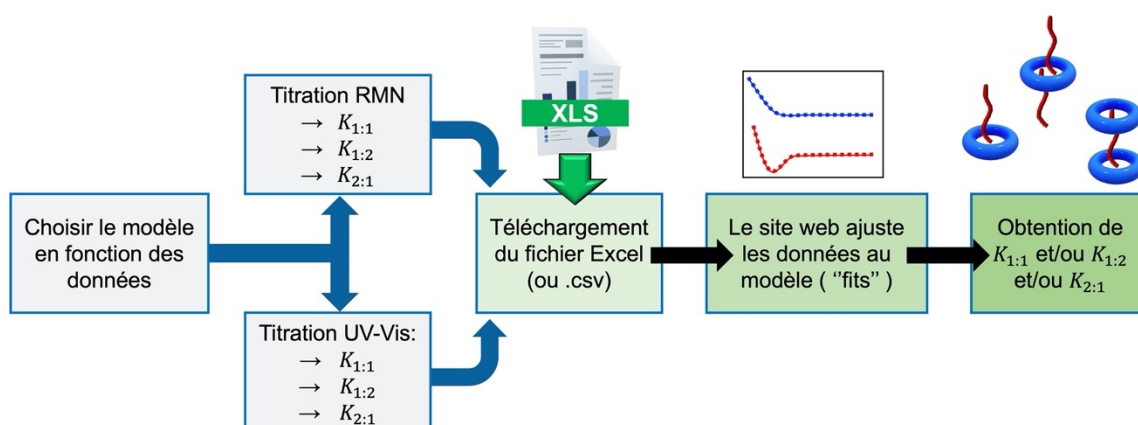 Choisir le modèle
en fonction des
données
Titration RMN
→ K1:1
→ K1:2
→ K2:1
Titration UV-Vis:
→ K1:1
→ K1:2
→ K2:1
XLS
Téléchargement
du fichier Excel
(ou .csv)
Le site web ajuste
les données au
modèle ( ‘‘fits’’ )
Obtention de
K1:1 et/ou K1:2
et/ou K2:1